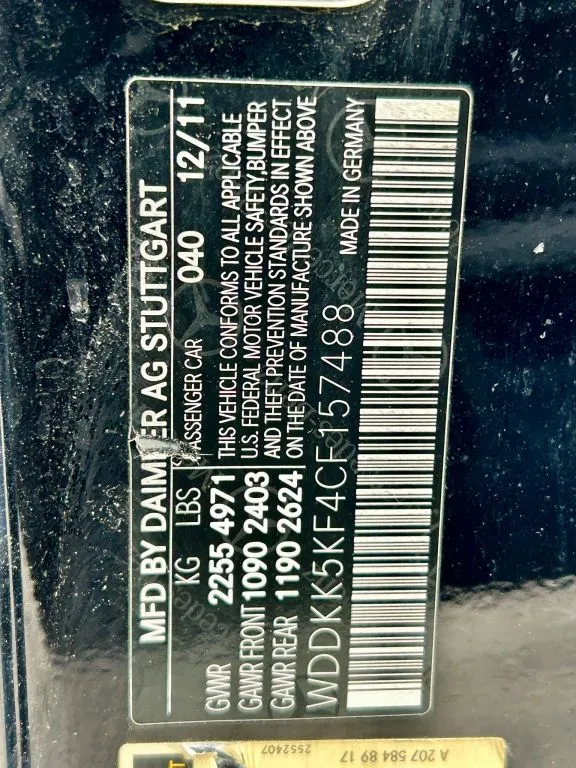 MFD BY DAIMLER AG STUTTGART
KG LBS PASSENGER CAR 040 12/11
GVWR 2255 4971 THIS VEHICLE CONFORMS TO ALL APPLICABLE
GAWR FRONT 1090 2403 U.S. FEDERAL MOTOR VEHICLE SAFETY, BUMPER
AND THEFT PREVENTION STANDARDS IN EFFECT
GAWR REAR 1190 2624 ON THE DATE OF MANUFACTURE SHOWN ABOVE
WDDKK5KF4CF157488 MADE IN GERMANY
2552407
A 207 584 89 17